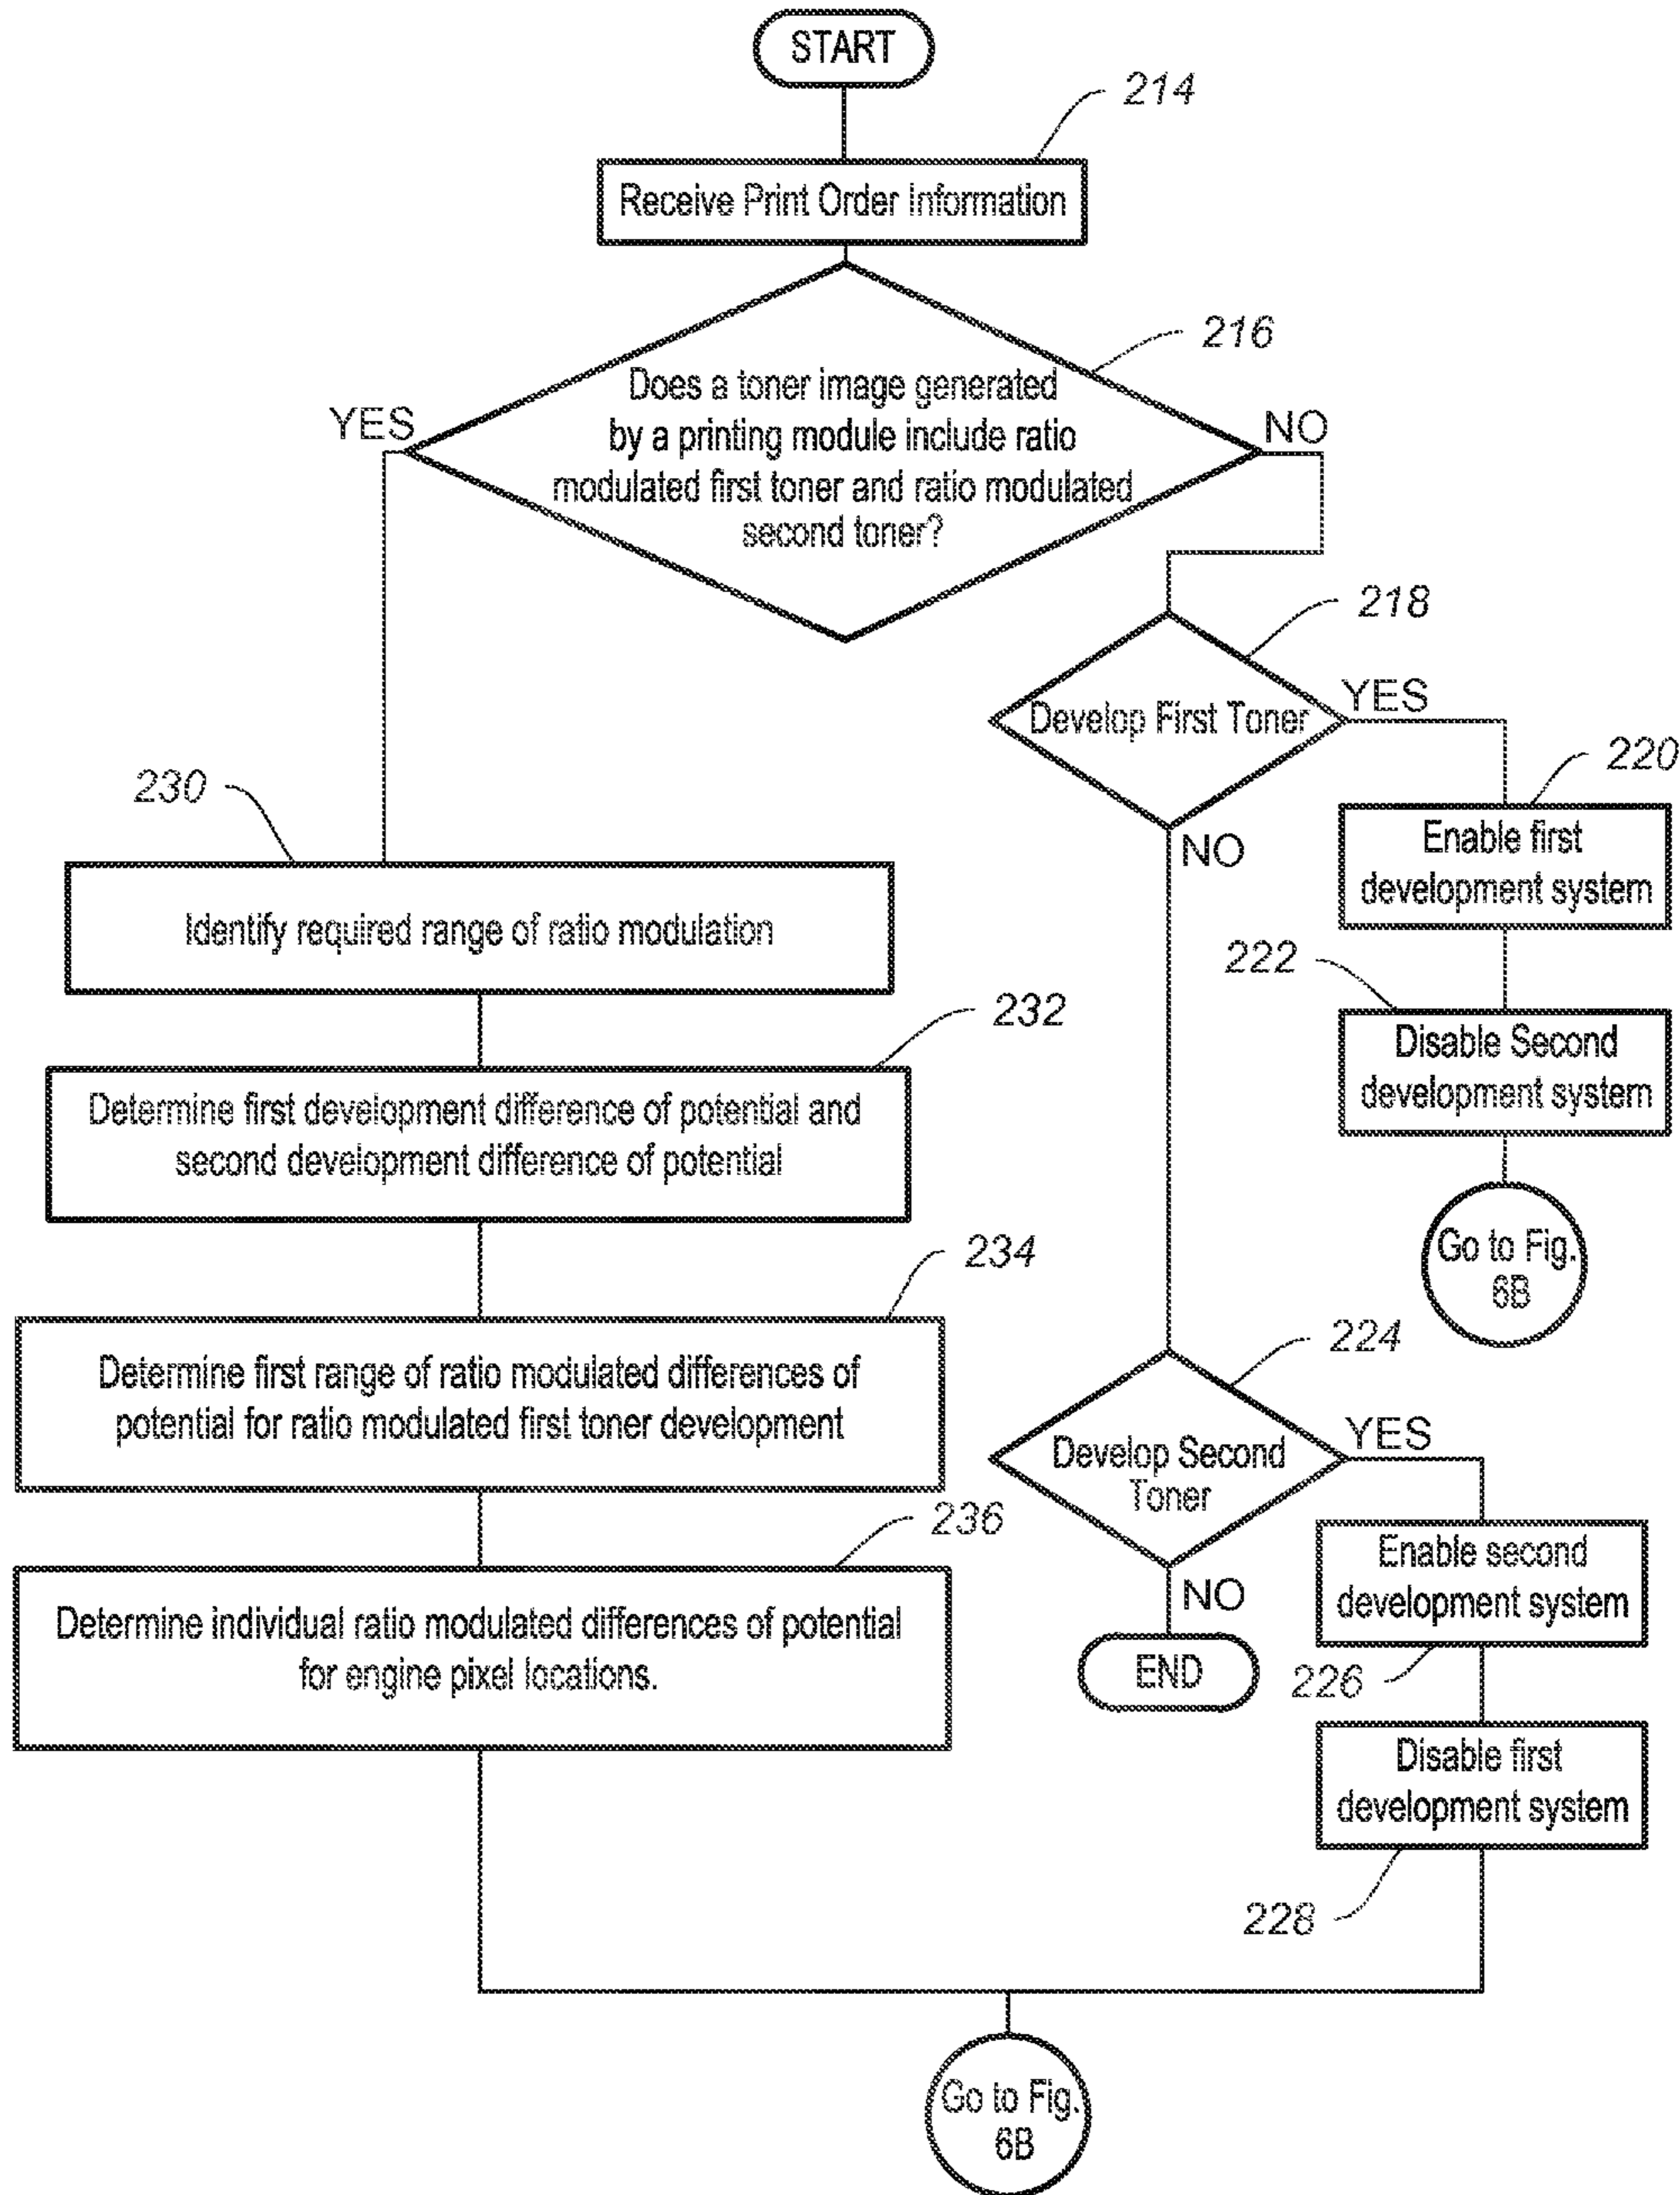 START
214
Receive Print Order Information
216
Does a toner image generated
by a printing module include ratio
modulated first toner and ratio modulated
second toner?
YES
NO
218
Develop First Toner
YES
NO
220
Enable first
development system
222
Disable Second
development system
Go to Fig.
6B
230
Identify required range of ratio modulation
232
Determine first development difference of potential and
second development difference of potential
234
Determine first range of ratio modulated differences of
potential for ratio modulated first toner development
236
Determine individual ratio modulated differences of potential
for engine pixel locations.
224
Develop Second
Toner
YES
NO
END
Enable second
development system
226
Disable first
development system
228
Go to Fig.
6B